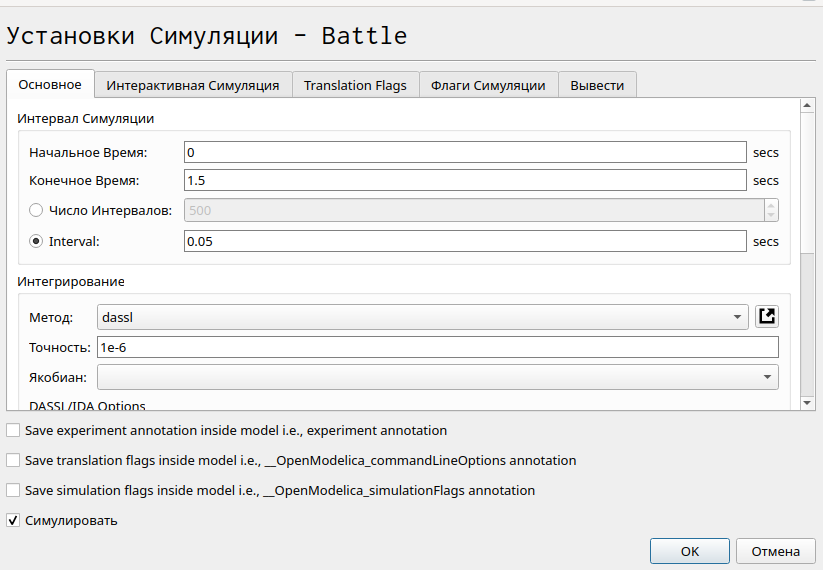 Установки Симуляции - Battle
Основное
Интерактивная Симуляция
Translation Flags
Флаги Симуляции
Вывести
Интервал Симуляции
Начальное Время: 0 secs
Конечное Время: 1.5 secs
Число Интервалов: 500
Interval: 0.05 secs
Интегрирование
Метод: dassl
Точность: 1e-6
Якобиан:
DASSL/IDA Options
Save experiment annotation inside model i.e., experiment annotation
Save translation flags inside model i.e., __OpenModelica_commandLineOptions annotation
Save simulation flags inside model i.e., __OpenModelica_simulationFlags annotation
Симулировать
OK
Отмена